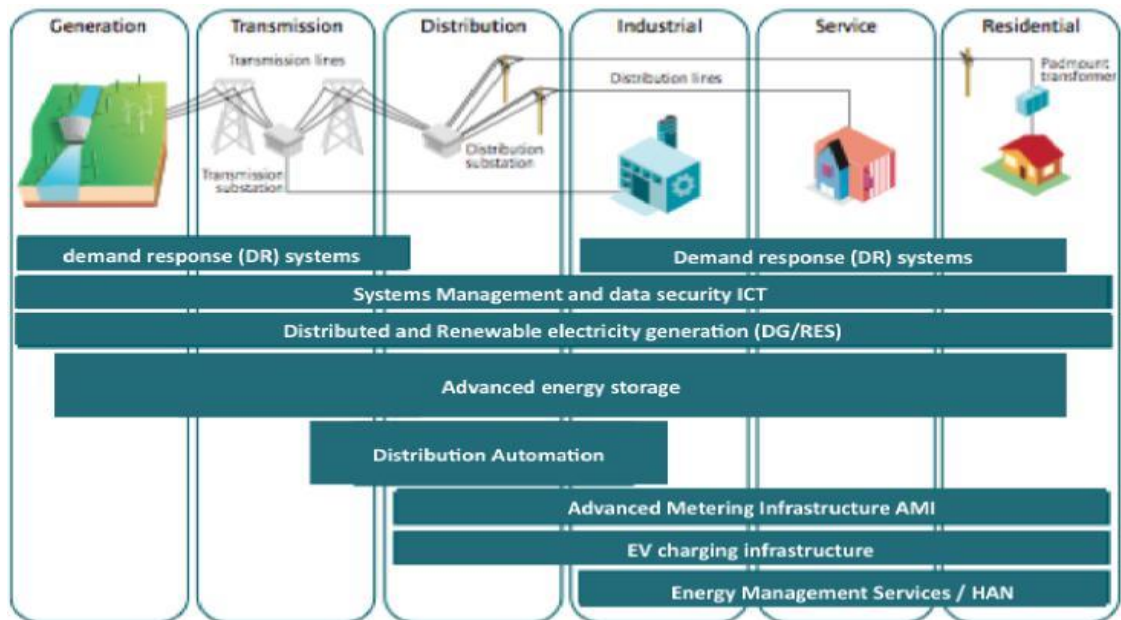 Generation
Transmission
Distribution
Industrial
Service
Residential
Transmission lines
Distribution lines
Padmount
transformer
Distribution
substation
Transmission
substation
demand response (DR) systems
Demand response (DR) systems
Systems Management and data security ICT
Distributed and Renewable electricity generation (DG/RES)
Advanced energy storage
Distribution Automation
Advanced Metering Infrastructure AMI
EV charging infrastructure
Energy Management Services / HAN